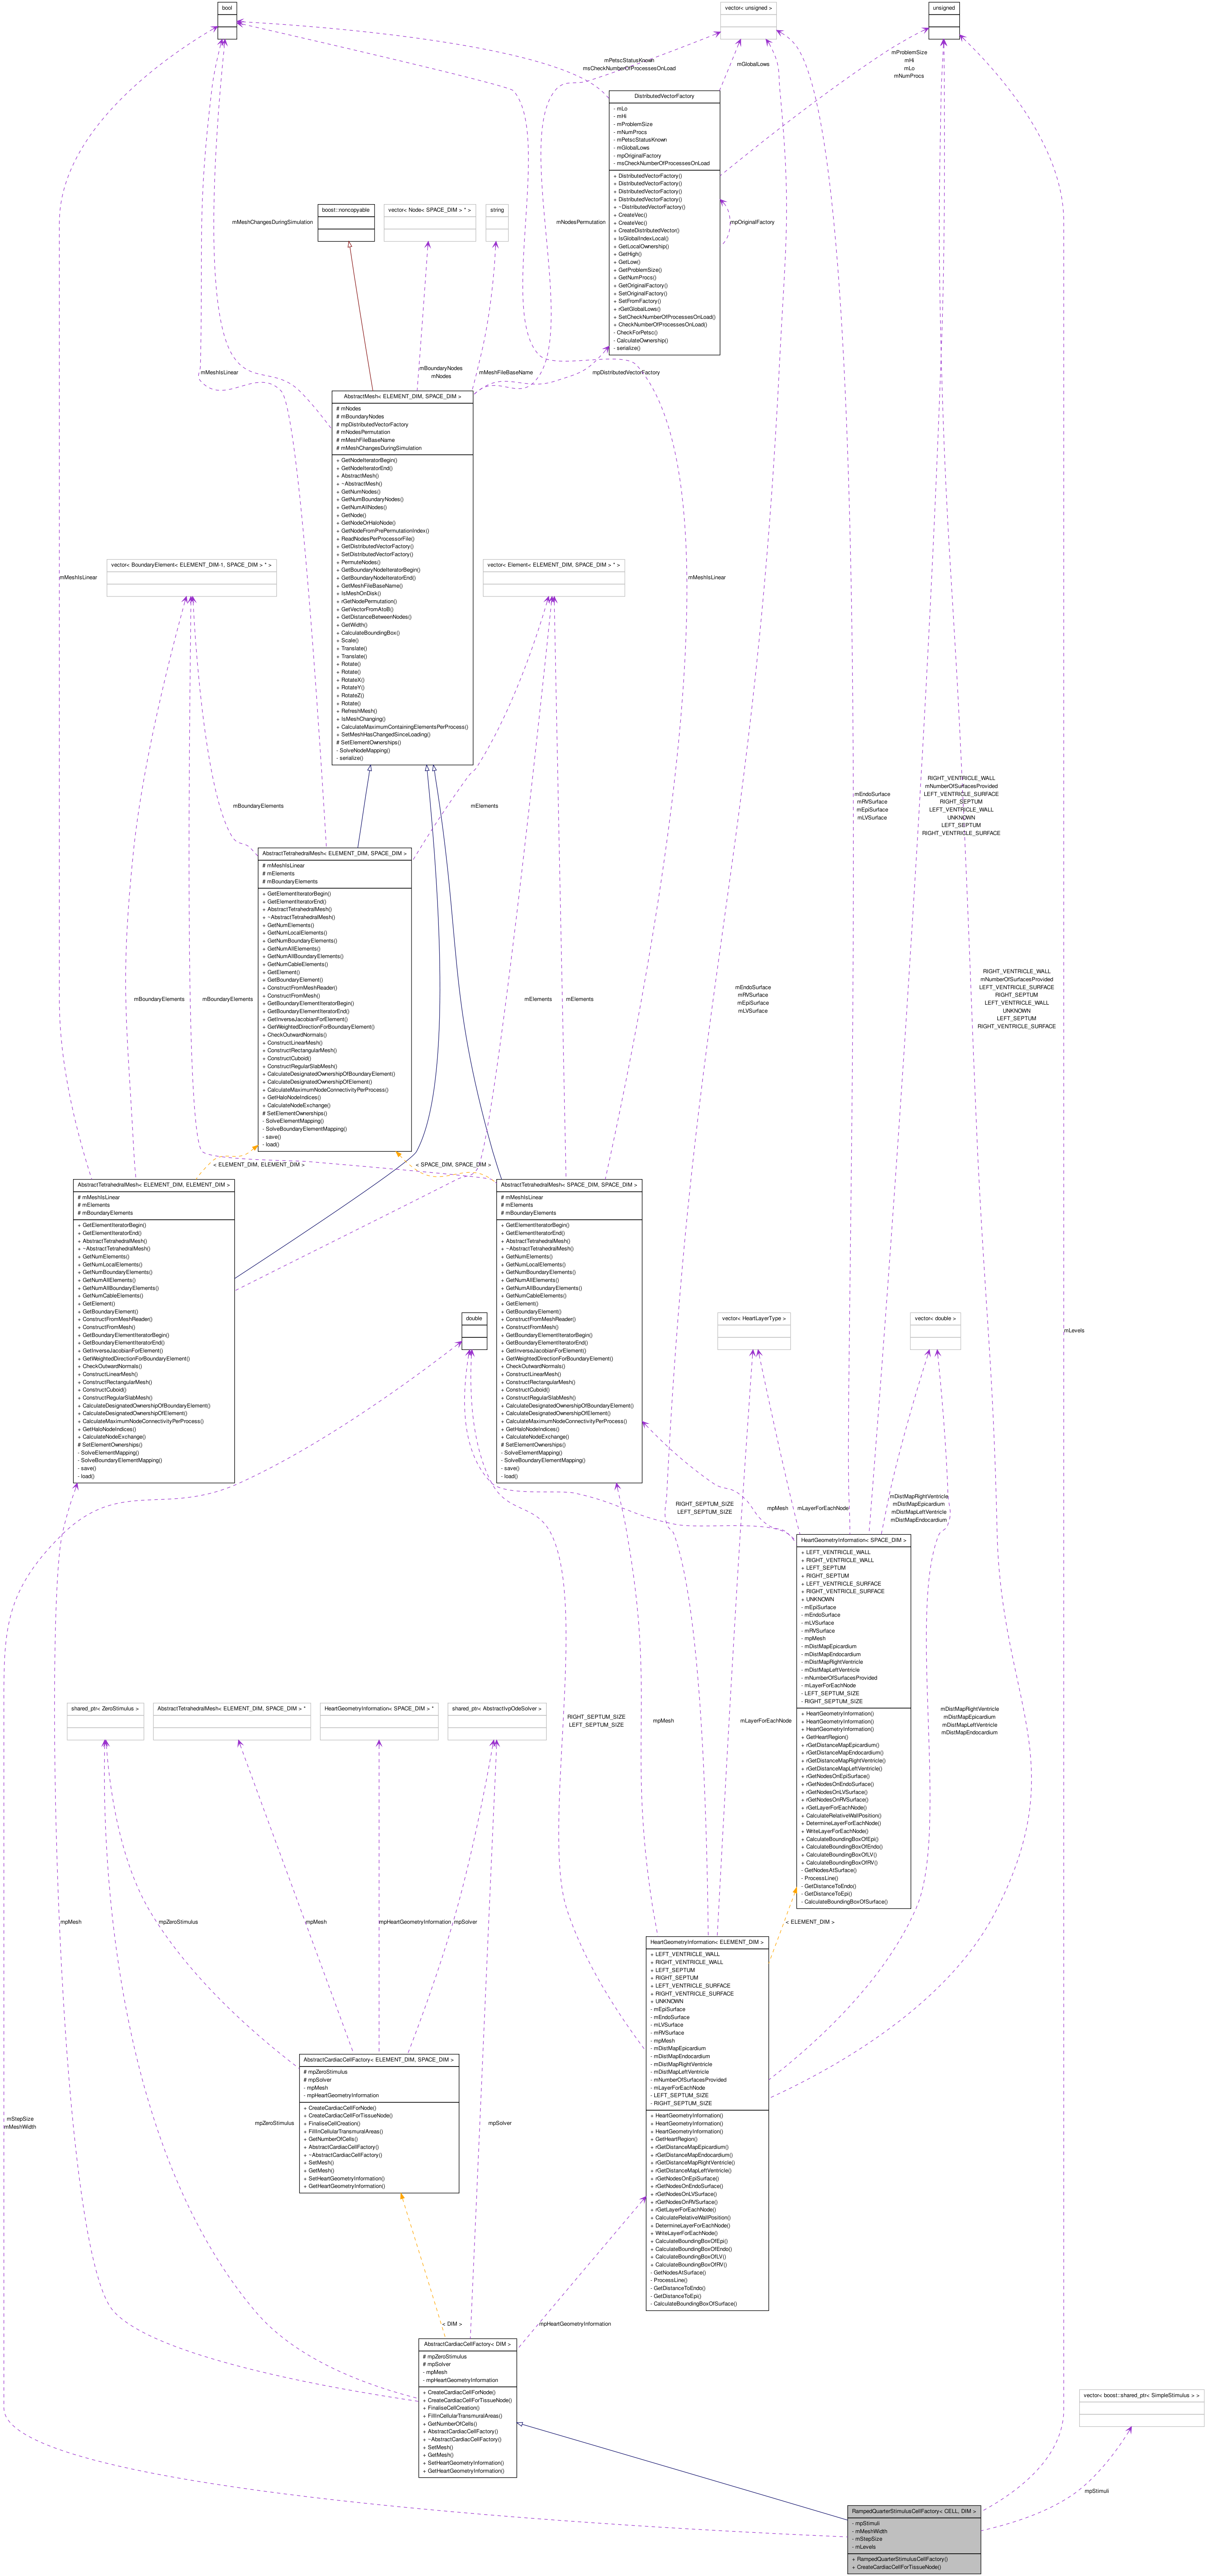 bool
vector< unsigned >
unsigned
mPetscStatusKnown
msCheckNumberOfProcessesOnLoad
mGlobalLows
mProblemSize
mHi
mLo
mNumProcs
DistributedVectorFactory
- mLo
- mHi
- mProblemSize
- mNumProcs
- mPetscStatusKnown
- mGlobalLows
- mpOriginalFactory
- msCheckNumberOfProcessesOnLoad
+ DistributedVectorFactory()
+ DistributedVectorFactory()
+ DistributedVectorFactory()
+ DistributedVectorFactory()
+ ~DistributedVectorFactory()
+ CreateVec()
+ CreateVec()
+ CreateDistributedVector()
+ IsGlobalIndexLocal()
+ GetLocalOwnership()
+ GetHigh()
+ GetLow()
+ GetProblemSize()
+ GetNumProcs()
+ GetOriginalFactory()
+ SetOriginalFactory()
+ SetFromFactory()
+ rGetGlobalLows()
+ SetCheckNumberOfProcessesOnLoad()
+ CheckNumberOfProcessesOnLoad()
- CheckForPetsc()
- CalculateOwnership()
- serialize()
mpOriginalFactory
mMeshChangesDuringSimulation
boost::noncopyable
vector< Node< SPACE_DIM > * >
string
mNodesPermutation
mMeshIsLinear
mBoundaryNodes
mNodes
mMeshFileBaseName
mpDistributedVectorFactory
AbstractMesh< ELEMENT_DIM, SPACE_DIM >
# mNodes
# mBoundaryNodes
# mpDistributedVectorFactory
# mNodesPermutation
# mMeshFileBaseName
# mMeshChangesDuringSimulation
+ GetNodeIteratorBegin()
+ GetNodeIteratorEnd()
+ AbstractMesh()
+ ~AbstractMesh()
+ GetNumNodes()
+ GetNumBoundaryNodes()
+ GetNumAllNodes()
+ GetNode()
+ GetNodeOrHaloNode()
+ GetNodeFromPrePermutationIndex()
+ ReadNodesPerProcessorFile()
+ GetDistributedVectorFactory()
+ SetDistributedVectorFactory()
+ PermuteNodes()
+ GetBoundaryNodeIteratorBegin()
+ GetBoundaryNodeIteratorEnd()
+ GetMeshFileBaseName()
+ IsMeshOnDisk()
+ rGetNodePermutation()
+ GetVectorFromAtoB()
+ GetDistanceBetweenNodes()
+ GetWidth()
+ CalculateBoundingBox()
+ Scale()
+ Translate()
+ Translate()
+ Rotate()
+ Rotate()
+ RotateX()
+ RotateY()
+ RotateZ()
+ Rotate()
+ RefreshMesh()
+ IsMeshChanging()
+ CalculateMaximumContainingElementsPerProcess()
+ SetMeshHasChangedSinceLoading()
# SetElementOwnerships()
- SolveNodeMapping()
- serialize()
vector< BoundaryElement< ELEMENT_DIM-1, SPACE_DIM > * >
vector< Element< ELEMENT_DIM, SPACE_DIM > * >
mMeshIsLinear
mMeshIsLinear
mBoundaryElements
mElements
mEndoSurface
mRVSurface
mEpiSurface
mLVSurface
RIGHT_VENTRICLE_WALL
mNumberOfSurfacesProvided
LEFT_VENTRICLE_SURFACE
RIGHT_SEPTUM
LEFT_VENTRICLE_WALL
UNKNOWN
LEFT_SEPTUM
RIGHT_VENTRICLE_SURFACE
AbstractTetrahedralMesh< ELEMENT_DIM, SPACE_DIM >
# mMeshIsLinear
# mElements
# mBoundaryElements
+ GetElementIteratorBegin()
+ GetElementIteratorEnd()
+ AbstractTetrahedralMesh()
+ ~AbstractTetrahedralMesh()
+ GetNumElements()
+ GetNumLocalElements()
+ GetNumBoundaryElements()
+ GetNumAllElements()
+ GetNumAllBoundaryElements()
+ GetNumCableElements()
+ GetElement()
+ GetBoundaryElement()
+ ConstructFromMeshReader()
+ ConstructFromMesh()
+ GetBoundaryElementIteratorBegin()
+ GetBoundaryElementIteratorEnd()
+ GetInverseJacobianForElement()
+ GetWeightedDirectionForBoundaryElement()
+ CheckOutwardNormals()
+ ConstructLinearMesh()
+ ConstructRectangularMesh()
+ ConstructCuboid()
+ ConstructRegularSlabMesh()
+ CalculateDesignatedOwnershipOfBoundaryElement()
+ CalculateDesignatedOwnershipOfElement()
+ CalculateMaximumNodeConnectivityPerProcess()
+ GetHaloNodeIndices()
+ CalculateNodeExchange()
# SetElementOwnerships()
- SolveElementMapping()
- SolveBoundaryElementMapping()
- save()
- load()
mBoundaryElements
mBoundaryElements
mElements
mElements
mEndoSurface
mRVSurface
mEpiSurface
mLVSurface
RIGHT_VENTRICLE_WALL
mNumberOfSurfacesProvided
LEFT_VENTRICLE_SURFACE
RIGHT_SEPTUM
LEFT_VENTRICLE_WALL
UNKNOWN
LEFT_SEPTUM
RIGHT_VENTRICLE_SURFACE
< ELEMENT_DIM, ELEMENT_DIM >
< SPACE_DIM, SPACE_DIM >
AbstractTetrahedralMesh< ELEMENT_DIM, ELEMENT_DIM >
# mMeshIsLinear
# mElements
# mBoundaryElements
+ GetElementIteratorBegin()
+ GetElementIteratorEnd()
+ AbstractTetrahedralMesh()
+ ~AbstractTetrahedralMesh()
+ GetNumElements()
+ GetNumLocalElements()
+ GetNumBoundaryElements()
+ GetNumAllElements()
+ GetNumAllBoundaryElements()
+ GetNumCableElements()
+ GetElement()
+ GetBoundaryElement()
+ ConstructFromMeshReader()
+ ConstructFromMesh()
+ GetBoundaryElementIteratorBegin()
+ GetBoundaryElementIteratorEnd()
+ GetInverseJacobianForElement()
+ GetWeightedDirectionForBoundaryElement()
+ CheckOutwardNormals()
+ ConstructLinearMesh()
+ ConstructRectangularMesh()
+ ConstructCuboid()
+ ConstructRegularSlabMesh()
+ CalculateDesignatedOwnershipOfBoundaryElement()
+ CalculateDesignatedOwnershipOfElement()
+ CalculateMaximumNodeConnectivityPerProcess()
+ GetHaloNodeIndices()
+ CalculateNodeExchange()
# SetElementOwnerships()
- SolveElementMapping()
- SolveBoundaryElementMapping()
- save()
- load()
AbstractTetrahedralMesh< SPACE_DIM, SPACE_DIM >
# mMeshIsLinear
# mElements
# mBoundaryElements
+ GetElementIteratorBegin()
+ GetElementIteratorEnd()
+ AbstractTetrahedralMesh()
+ ~AbstractTetrahedralMesh()
+ GetNumElements()
+ GetNumLocalElements()
+ GetNumBoundaryElements()
+ GetNumAllElements()
+ GetNumAllBoundaryElements()
+ GetNumCableElements()
+ GetElement()
+ GetBoundaryElement()
+ ConstructFromMeshReader()
+ ConstructFromMesh()
+ GetBoundaryElementIteratorBegin()
+ GetBoundaryElementIteratorEnd()
+ GetInverseJacobianForElement()
+ GetWeightedDirectionForBoundaryElement()
+ CheckOutwardNormals()
+ ConstructLinearMesh()
+ ConstructRectangularMesh()
+ ConstructCuboid()
+ ConstructRegularSlabMesh()
+ CalculateDesignatedOwnershipOfBoundaryElement()
+ CalculateDesignatedOwnershipOfElement()
+ CalculateMaximumNodeConnectivityPerProcess()
+ GetHaloNodeIndices()
+ CalculateNodeExchange()
# SetElementOwnerships()
- SolveElementMapping()
- SolveBoundaryElementMapping()
- save()
- load()
double
vector< HeartLayerType >
vector< double >
mLevels
RIGHT_SEPTUM_SIZE
LEFT_SEPTUM_SIZE
mpMesh
mLayerForEachNode
mDistMapRightVentricle
mDistMapEpicardium
mDistMapLeftVentricle
mDistMapEndocardium
HeartGeometryInformation< SPACE_DIM >
+ LEFT_VENTRICLE_WALL
+ RIGHT_VENTRICLE_WALL
+ LEFT_SEPTUM
+ RIGHT_SEPTUM
+ LEFT_VENTRICLE_SURFACE
+ RIGHT_VENTRICLE_SURFACE
+ UNKNOWN
- mEpiSurface
- mEndoSurface
- mLVSurface
- mRVSurface
- mpMesh
- mDistMapEpicardium
- mDistMapEndocardium
- mDistMapRightVentricle
- mDistMapLeftVentricle
- mNumberOfSurfacesProvided
- mLayerForEachNode
- LEFT_SEPTUM_SIZE
- RIGHT_SEPTUM_SIZE
+ HeartGeometryInformation()
+ HeartGeometryInformation()
+ HeartGeometryInformation()
+ GetHeartRegion()
+ rGetDistanceMapEpicardium()
+ rGetDistanceMapEndocardium()
+ rGetDistanceMapRightVentricle()
+ rGetDistanceMapLeftVentricle()
+ rGetNodesOnEpiSurface()
+ rGetNodesOnEndoSurface()
+ rGetNodesOnLVSurface()
+ rGetNodesOnRVSurface()
+ rGetLayerForEachNode()
+ CalculateRelativeWallPosition()
+ DetermineLayerForEachNode()
+ WriteLayerForEachNode()
+ CalculateBoundingBoxOfEpi()
+ CalculateBoundingBoxOfEndo()
+ CalculateBoundingBoxOfLV()
+ CalculateBoundingBoxOfRV()
- GetNodesAtSurface()
- ProcessLine()
- GetDistanceToEndo()
- GetDistanceToEpi()
- CalculateBoundingBoxOfSurface()
shared_ptr< ZeroStimulus >
AbstractTetrahedralMesh< ELEMENT_DIM, SPACE_DIM > *
HeartGeometryInformation< SPACE_DIM > *
shared_ptr< AbstractIvpOdeSolver >
RIGHT_SEPTUM_SIZE
LEFT_SEPTUM_SIZE
mpMesh
mLayerForEachNode
mDistMapRightVentricle
mDistMapEpicardium
mDistMapLeftVentricle
mDistMapEndocardium
mpMesh
mpZeroStimulus
mpMesh
mpHeartGeometryInformation
mpSolver
< ELEMENT_DIM >
HeartGeometryInformation< ELEMENT_DIM >
+ LEFT_VENTRICLE_WALL
+ RIGHT_VENTRICLE_WALL
+ LEFT_SEPTUM
+ RIGHT_SEPTUM
+ LEFT_VENTRICLE_SURFACE
+ RIGHT_VENTRICLE_SURFACE
+ UNKNOWN
- mEpiSurface
- mEndoSurface
- mLVSurface
- mRVSurface
- mpMesh
- mDistMapEpicardium
- mDistMapEndocardium
- mDistMapRightVentricle
- mDistMapLeftVentricle
- mNumberOfSurfacesProvided
- mLayerForEachNode
- LEFT_SEPTUM_SIZE
- RIGHT_SEPTUM_SIZE
+ HeartGeometryInformation()
+ HeartGeometryInformation()
+ HeartGeometryInformation()
+ GetHeartRegion()
+ rGetDistanceMapEpicardium()
+ rGetDistanceMapEndocardium()
+ rGetDistanceMapRightVentricle()
+ rGetDistanceMapLeftVentricle()
+ rGetNodesOnEpiSurface()
+ rGetNodesOnEndoSurface()
+ rGetNodesOnLVSurface()
+ rGetNodesOnRVSurface()
+ rGetLayerForEachNode()
+ CalculateRelativeWallPosition()
+ DetermineLayerForEachNode()
+ WriteLayerForEachNode()
+ CalculateBoundingBoxOfEpi()
+ CalculateBoundingBoxOfEndo()
+ CalculateBoundingBoxOfLV()
+ CalculateBoundingBoxOfRV()
- GetNodesAtSurface()
- ProcessLine()
- GetDistanceToEndo()
- GetDistanceToEpi()
- CalculateBoundingBoxOfSurface()
AbstractCardiacCellFactory< ELEMENT_DIM, SPACE_DIM >
# mpZeroStimulus
# mpSolver
- mpMesh
- mpHeartGeometryInformation
+ CreateCardiacCellForNode()
+ CreateCardiacCellForTissueNode()
+ FinaliseCellCreation()
+ FillInCellularTransmuralAreas()
+ GetNumberOfCells()
+ AbstractCardiacCellFactory()
+ ~AbstractCardiacCellFactory()
+ SetMesh()
+ GetMesh()
+ SetHeartGeometryInformation()
+ GetHeartGeometryInformation()
mStepSize
mMeshWidth
mpZeroStimulus
mpSolver
< DIM >
mpHeartGeometryInformation
AbstractCardiacCellFactory< DIM >
# mpZeroStimulus
# mpSolver
- mpMesh
- mpHeartGeometryInformation
+ CreateCardiacCellForNode()
+ CreateCardiacCellForTissueNode()
+ FinaliseCellCreation()
+ FillInCellularTransmuralAreas()
+ GetNumberOfCells()
+ AbstractCardiacCellFactory()
+ ~AbstractCardiacCellFactory()
+ SetMesh()
+ GetMesh()
+ SetHeartGeometryInformation()
+ GetHeartGeometryInformation()
vector< boost::shared_ptr< SimpleStimulus > >
mpStimuli
RampedQuarterStimulusCellFactory< CELL, DIM >
- mpStimuli
- mMeshWidth
- mStepSize
- mLevels
+ RampedQuarterStimulusCellFactory()
+ CreateCardiacCellForTissueNode()